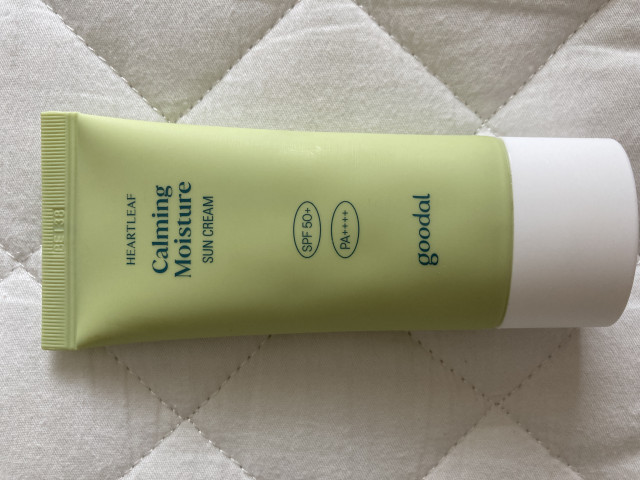 HEARTLEAF
Calming
Moisture
SUN CREAM
SPF 50+
PA++++
goodal